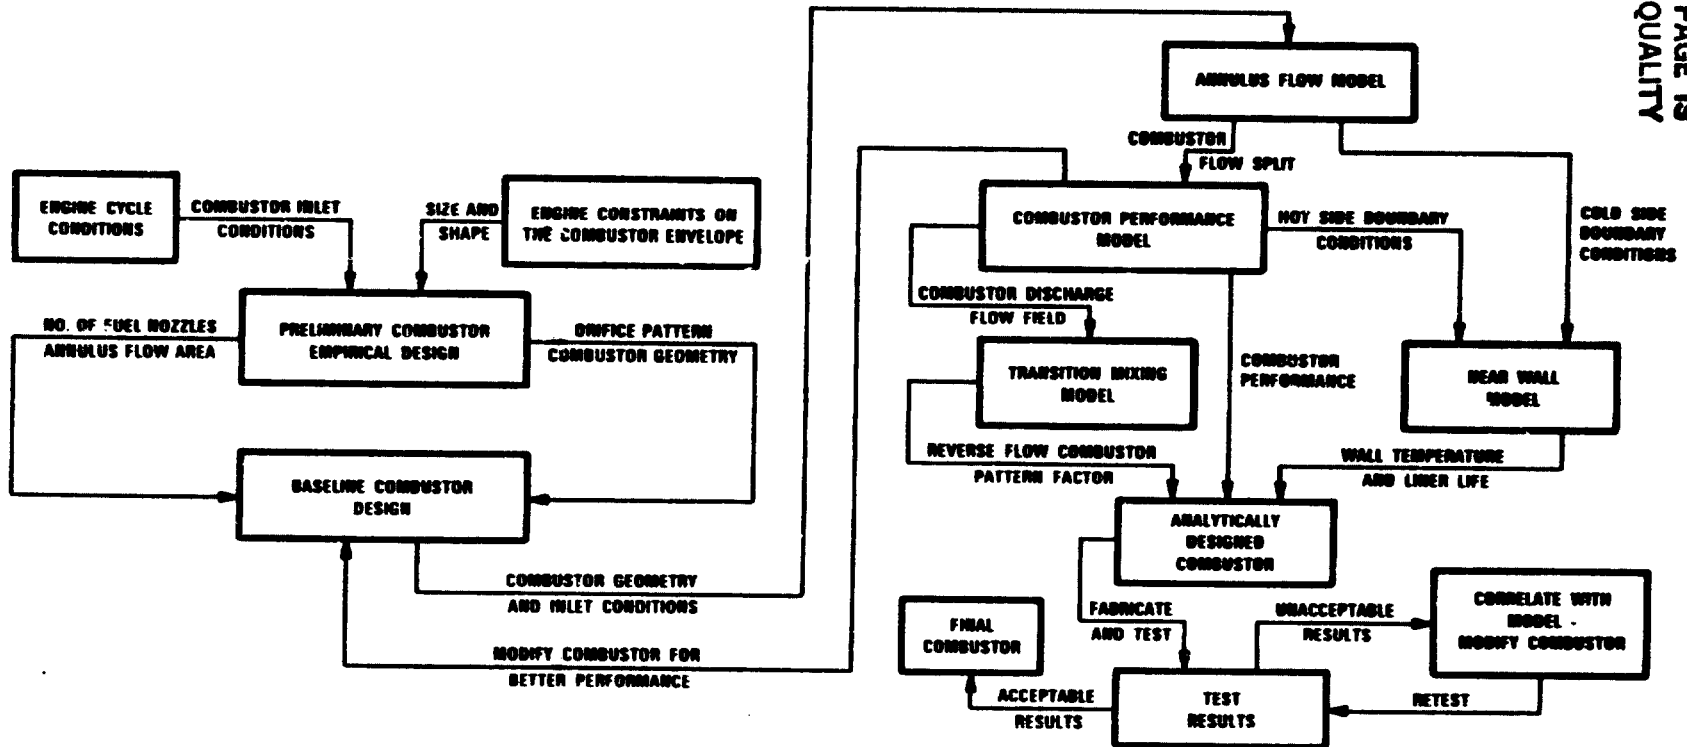 PAGE IS
QUALITY
ANNULUS FLOW MODEL
COMBUSTOR
FLOW SPLIT
ENGINE CYCLE
CONDITIONS
COMBUSTOR INLET
CONDITIONS
SIZE AND
SHAPE
ENGINE CONSTRAINTS ON
THE COMBUSTOR ENVELOPE
COMBUSTOR PERFORMANCE
MODEL
HOT SIDE BOUNDARY
CONDITIONS
COLD SIDE
BOUNDARY
CONDITIONS
NO. OF FUEL NOZZLES
ANNULUS FLOW AREA
PRELIMINARY COMBUSTOR
EMPIRICAL DESIGN
ORIFICE PATTERN
COMBUSTOR GEOMETRY
COMBUSTOR DISCHARGE
FLOW FIELD
TRANSITION MIXING
MODEL
COMBUSTOR
PERFORMANCE
NEAR WALL
MODEL
BASELINE COMBUSTOR
DESIGN
REVERSE FLOW COMBUSTOR
PATTERN FACTOR
WALL TEMPERATURE
AND LINER LIFE
ANALYTICALLY
DESIGNED
COMBUSTOR
COMBUSTOR GEOMETRY
AND INLET CONDITIONS
MODIFY COMBUSTOR FOR
BETTER PERFORMANCE
FINAL
COMBUSTOR
FABRICATE
AND TEST
UNACCEPTABLE
RESULTS
CORRELATE WITH
MODEL -
MODIFY COMBUSTOR
ACCEPTABLE
RESULTS
TEST
RESULTS
RETEST